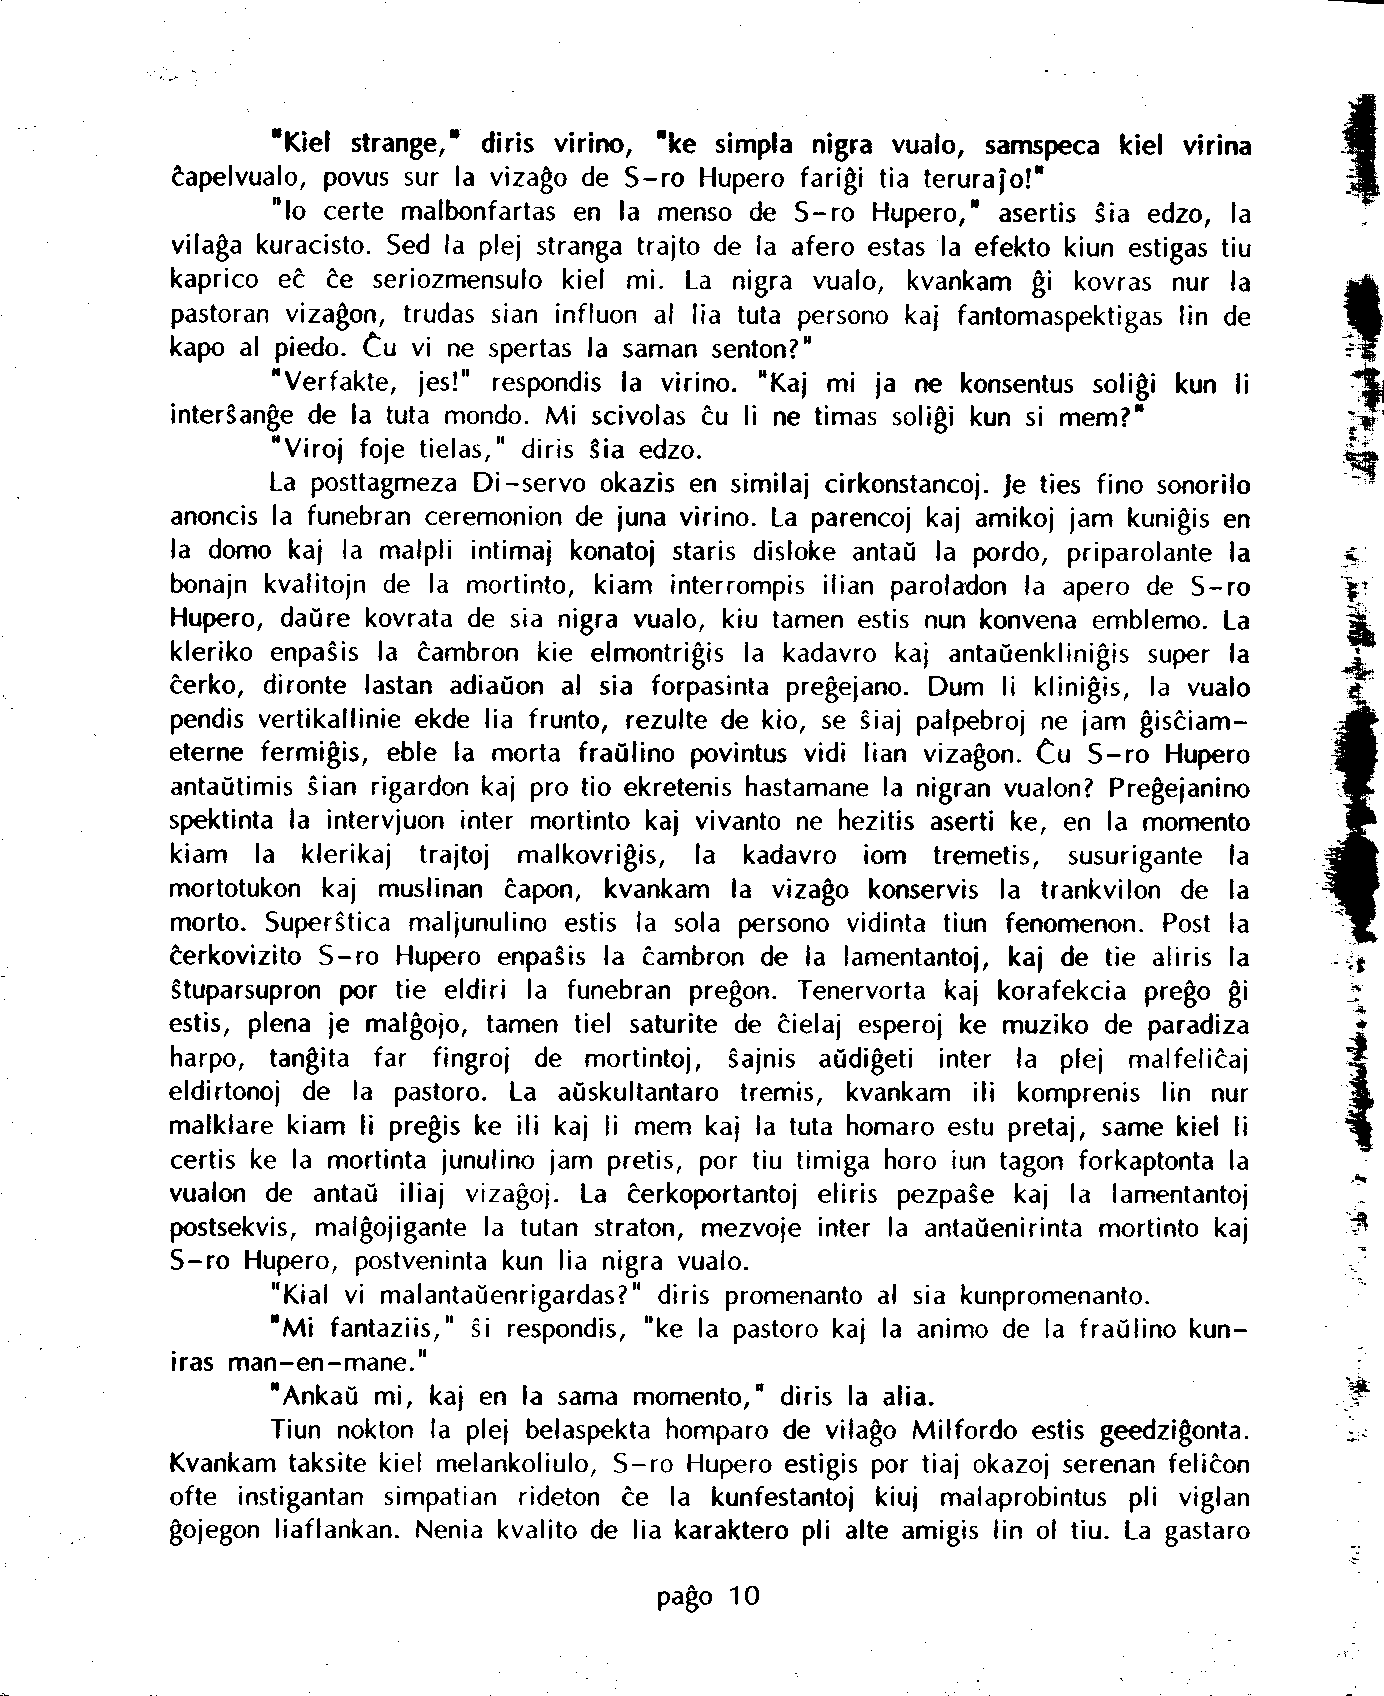 "Kiel strange," diris virino, "ke simpla nigra vualo, samspeca kiel virina
ĉapelvualo, povus sur la vizaĝo de S-ro Hupero fariĝi tia teruraĵo!"
"Io certe malbonfartas en la menso de S-ro Hupero," asertis ŝia edzo, la
vilaĝa kuracisto. Sed la plej stranga trajto de la afero estas la efekto kiun estigas tiu
kaprico eĉ ĉe seriozmensulo kiel mi. La nigra vualo, kvankam ĝi kovras nur la
pastoran vizaĝon, trudas sian influon al lia tuta persono kaj fantomaspektigas lin de
kapo al piedo. Ĉu vi ne spertas la saman senton?"
"Verfakte, jes!" respondis la virino. "Kaj mi ja ne konsentus soliĝi kun li
interŝanĝe de la tuta mondo. Mi scivolas ĉu li ne timas soliĝi kun si mem?"
"Viroj foje tielas," diris ŝia edzo.
La posttagmeza Di-servo okazis en similaj cirkonstancoj. Je ties fino sonorilo
anoncis la funebran ceremonion de juna virino. La parencoj kaj amikoj jam kuniĝis en
la domo kaj la malpli intimaj konatoj staris disloke antaŭ la pordo, priparolante la
bonajn kvalitojn de la mortinto, kiam interrompis ilian paroladon la apero de S-ro
Hupero, daŭre kovrata de sia nigra vualo, kiu tamen estis nun konvena emblemo. La
kleriko enpaŝis la ĉambron kie elmontriĝis la kadavro kaj antaŭenkliniĝis super la
ĉerko, dironte lastan adiaŭon al sia forpasinta preĝejano. Dum li kliniĝis, la vualo
pendis vertikallinie ekde lia frunto, rezulte de kio, se ŝiaj palpebroj ne jam ĝisĉiam-
eterne fermiĝis, eble la morta fraŭlino povintus vidi lian vizaĝon. Ĉu S-ro Hupero
antaŭtimis ŝian rigardon kaj pro tio ekretenis hastamane la nigran vualon? Preĝejanino
spektinta la intervjuon inter mortinto kaj vivanto ne hezitis aserti ke, en la momento
kiam la klerikaj trajtoj malkovriĝis, la kadavro iom tremetis, susurigante la
mortotukon kaj muslinan ĉapon, kvankam la vizaĝo konservis la trankvilon de la
morto. Superŝtica maljunulino estis la sola persono vidinta tiun fenomenon. Post la
ĉerkovizito S-ro Hupero enpaŝis la ĉambron de la lamentantoj, kaj de tie aliris la
ŝtuparsupron por tie eldiri la funebran preĝon. Tenervorta kaj korafekcia preĝo ĝi
estis, plena je malĝojo, tamen tiel saturite de ĉielaj esperoj ke muziko de paradiza
harpo, tanĝita far fingroj de mortintoj, ŝajnis aŭdiĝeti inter la plej malfeliĉaj
eldirtonoj de la pastoro. La aŭskultantaro tremis, kvankam ili komprenis lin nur
malklare kiam li preĝis ke ili kaj li mem kaj la tuta homaro estu pretaj, same kiel li
certis ke la mortinta junulino jam pretis, por tiu timiga horo iun tagon forkaptonta la
vualon de antaŭ iliaj vizaĝoj. La ĉerkoportantoj eliris pezpaŝe kaj la lamentantoj
postsekvis, malĝojigante la tutan straton, mezvoje inter la antaŭenirinta mortinto kaj
S-ro Hupero, postveninta kun lia nigra vualo.
"Kial vi malantaŭenrigardas?" diris promenanto al sia kunpromenanto.
"Mi fantaziis," ŝi respondis, "ke la pastoro kaj la animo de la fraŭlino kun-
iras man-en-mane."
"Ankaŭ mi, kaj en la sama momento," diris la alia.
Tiun nokton la plej belaspekta homparo de vilaĝo Milfordo estis geedziĝonta.
Kvankam taksite kiel melankoliulo, S-ro Hupero estigis por tiaj okazoj serenan feliĉon
ofte instigantan simpatian rideton ĉe la kunfestantoj kiuj malaprobintus pli viglan
ĝojegon liaflankan. Nenia kvalito de lia karaktero pli alte amigis lin ol tiu. La gastaro
paĝo 10